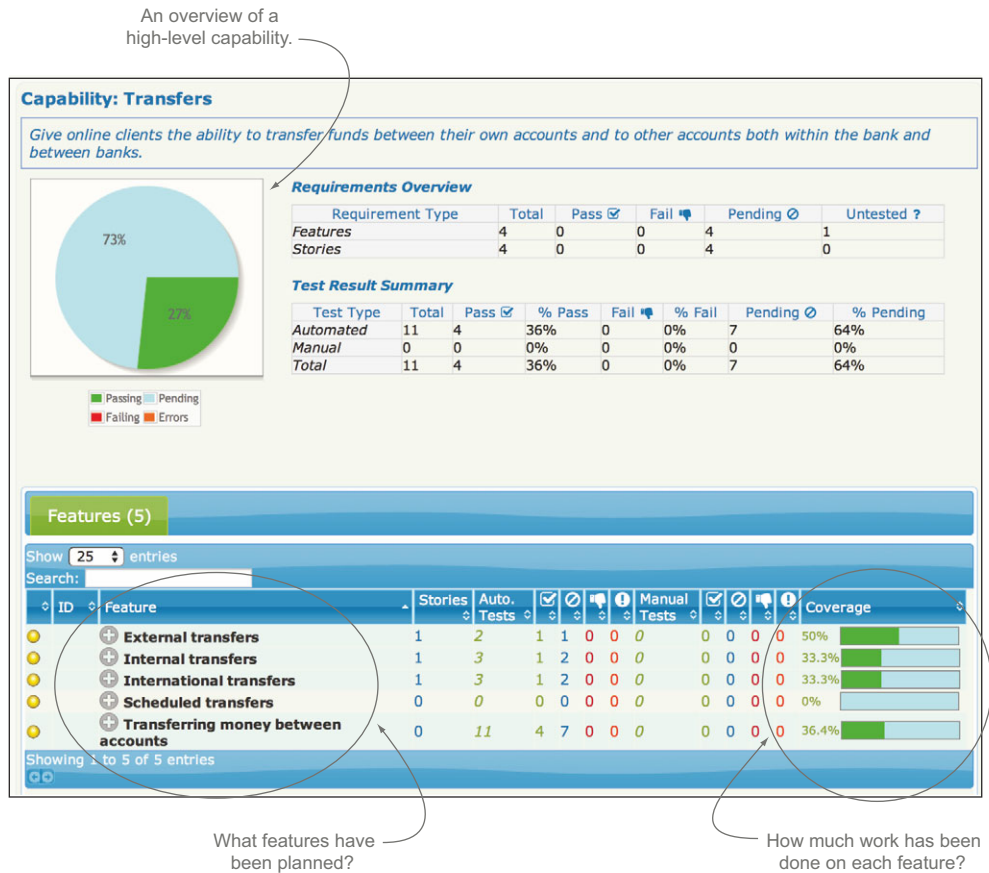 An overview of a
high-level capability.
Capability: Transfers
Give online clients the ability to transfer funds between their own accounts and to other accounts both within the bank and
between banks.
Requirements Overview
Requirement Type Total Pass Fail Pending Untested ?
Features 4 0 0 4 1
Stories 4 0 0 4 0
73%
27%
Test Result Summary
Test Type Total Pass % Pass Fail % Fail Pending % Pending
Automated 11 4 36% 0 0% 7 64%
Manual 0 0 0% 0 0% 0 0%
Total 11 4 36% 0 0% 7 64%
Passing Pending
Failing Errors
Features (5)
Show 25 entries
Search:
ID Feature Stories Auto. Tests Manual Tests Coverage
External transfers 1 2 1 1 0 0 0 0 0 0 0 50%
Internal transfers 1 3 1 2 0 0 0 0 0 0 0 33.3%
International transfers 1 3 1 2 0 0 0 0 0 0 0 33.3%
Scheduled transfers 0 0 0 0 0 0 0 0 0 0 0 0%
Transferring money between
accounts 0 11 4 7 0 0 0 0 0 0 0 36.4%
Showing 1 to 5 of 5 entries
What features have
been planned?
How much work has been
done on each feature?